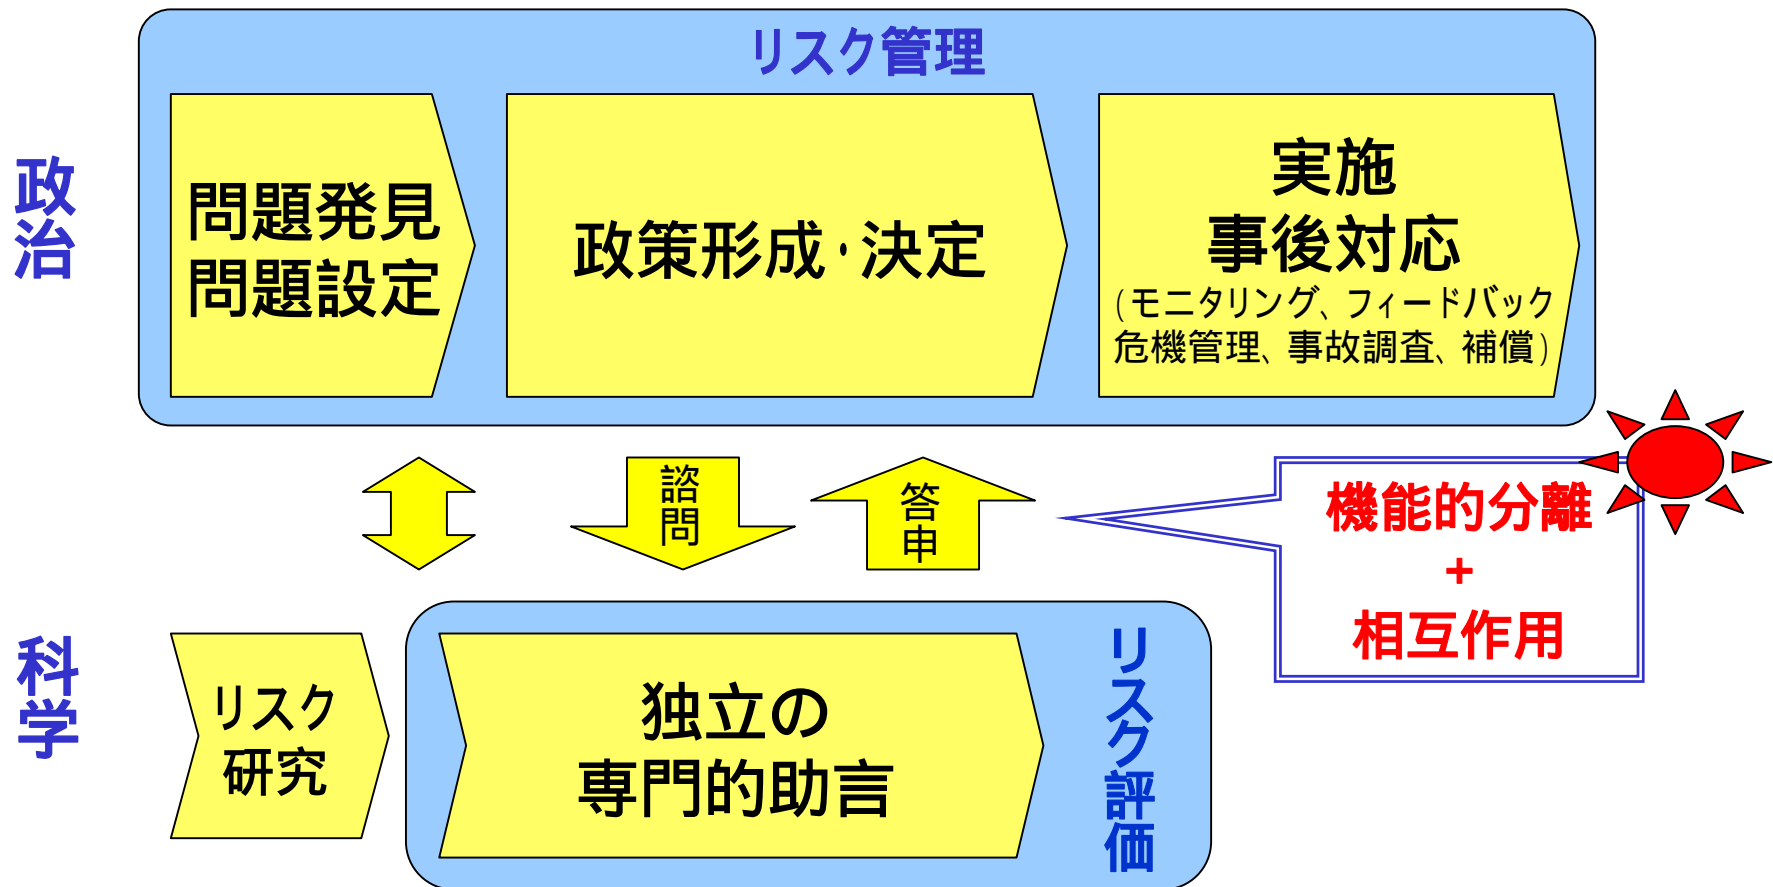 リスク管理
政治
問題発見
問題設定
政策形成・決定
実施
事後対応
(モニタリング、フィードバック
危機管理、事故調査、補償)
諮問
答申
機能的分離
+
相互作用
科学
リスク
研究
独立の
専門的助言
リスク評価